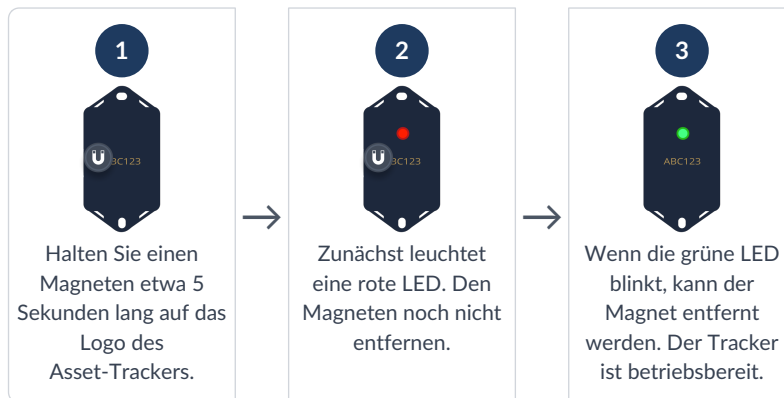 1
BC123
Halten Sie einen
Magneten etwa 5
Sekunden lang auf das
Logo des
Asset-Trackers.
2
BC123
Zunächst leuchtet
eine rote LED. Den
Magneten noch nicht
entfernen.
3
ABC123
Wenn die grüne LED
blinkt, kann der
Magnet entfernt
werden. Der Tracker
ist betriebsbereit.